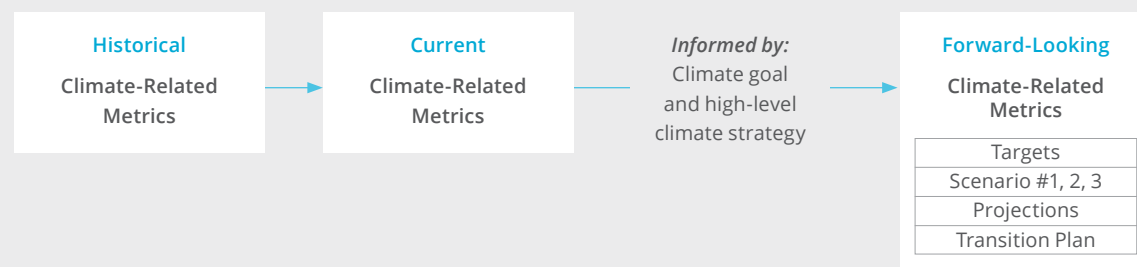 Historical
Climate-Related
Metrics
Current
Climate-Related
Metrics
Informed by:
Climate goal
and high-level
climate strategy
Forward-Looking
Climate-Related
Metrics
Targets
Scenario #1, 2, 3
Projections
Transition Plan